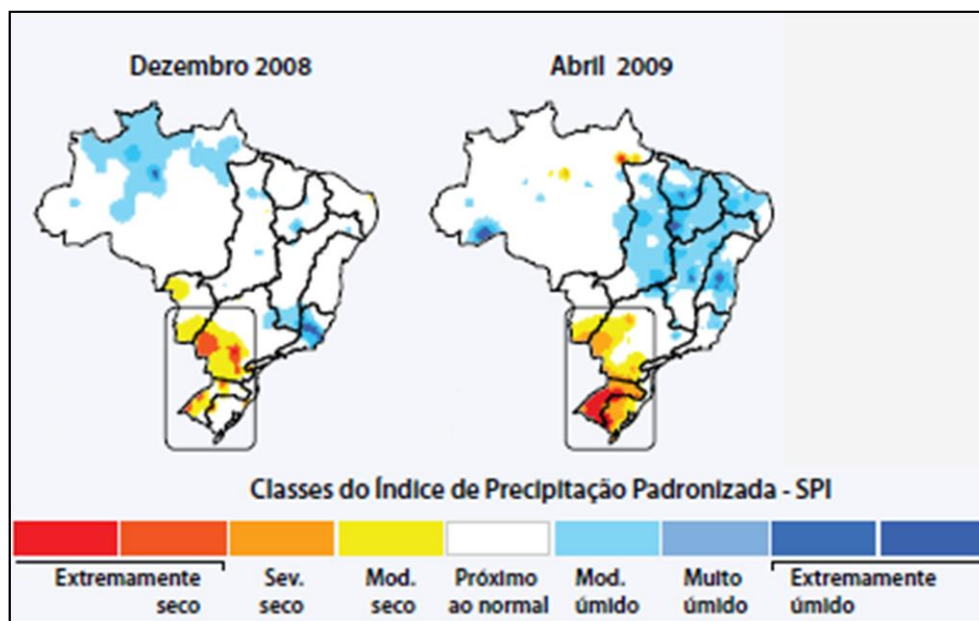 Dezembro 2008
Abril 2009
Classes do Índice de Precipitação Padronizada - SPI
Extremamente seco
Sev. seco
Mod. seco
Próximo ao normal
Mod. úmido
Muito úmido
Extremamente úmido